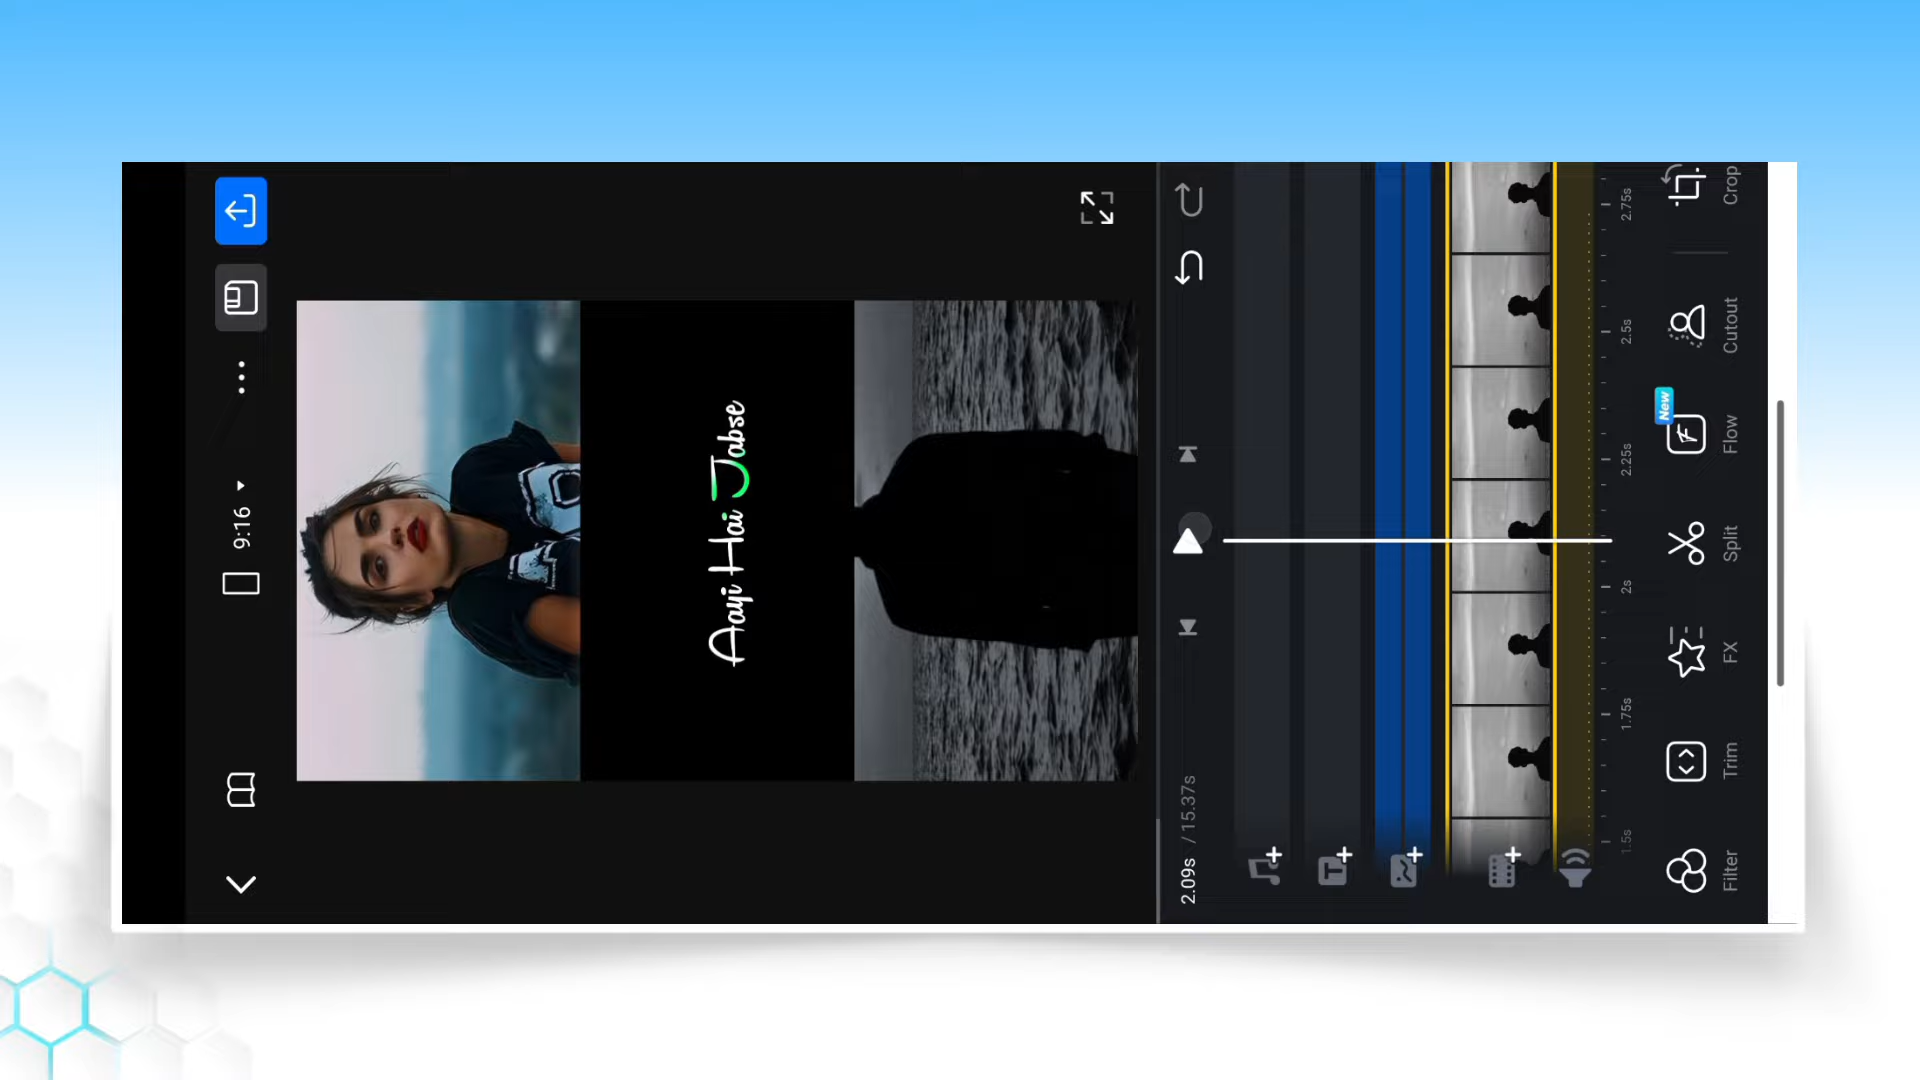 9:16
Aayi Hai Jabse
2.09s / 15.37s
T
1.5s 1.75s 2s 2.25s 2.5s 2.75s
New
Filter Trim FX Split Flow Cutout Crop